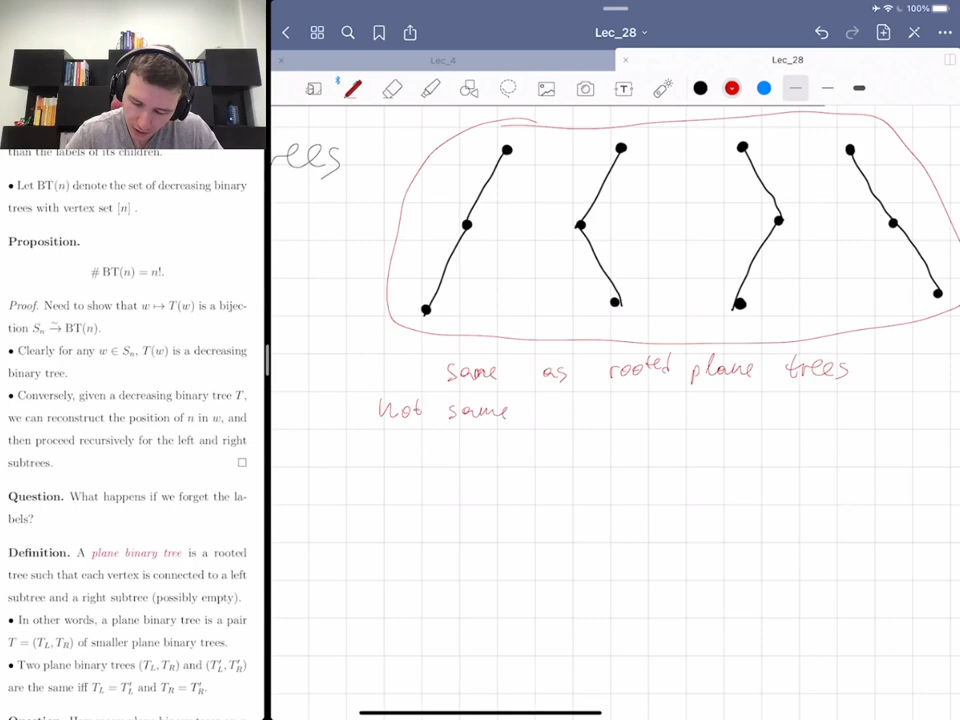 100%
Lec_28
Lec_4
Lec_28
T
than the labels of its children.
• Let BT(n) denote the set of decreasing binary
trees with vertex set [n] .
Proposition.
# BT(n) = n!.
Proof. Need to show that w ↦ T(w) is a bijec-
tion Sₙ ⥲ BT(n).
• Clearly for any w ∈ Sₙ, T(w) is a decreasing
binary tree.
• Conversely, given a decreasing binary tree T,
we can reconstruct the position of n in w, and
then proceed recursively for the left and right
subtrees. □
Question. What happens if we forget the la-
bels?
Definition. A plane binary tree is a rooted
tree such that each vertex is connected to a left
subtree and a right subtree (possibly empty).
• In other words, a plane binary tree is a pair
T = (T_L, T_R) of smaller plane binary trees.
• Two plane binary trees (T_L, T_R) and (T′_L, T′_R)
are the same iff T_L = T′_L and T_R = T′_R.
rees
same as rooted plane trees
not same